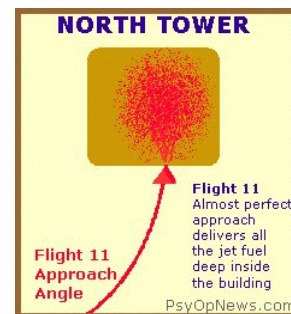 NORTH TOWER
Flight 11
Almost perfect
approach
delivers all
the jet fuel
deep inside
the building
Flight 11
Approach
Angle
PsyOpNews.com